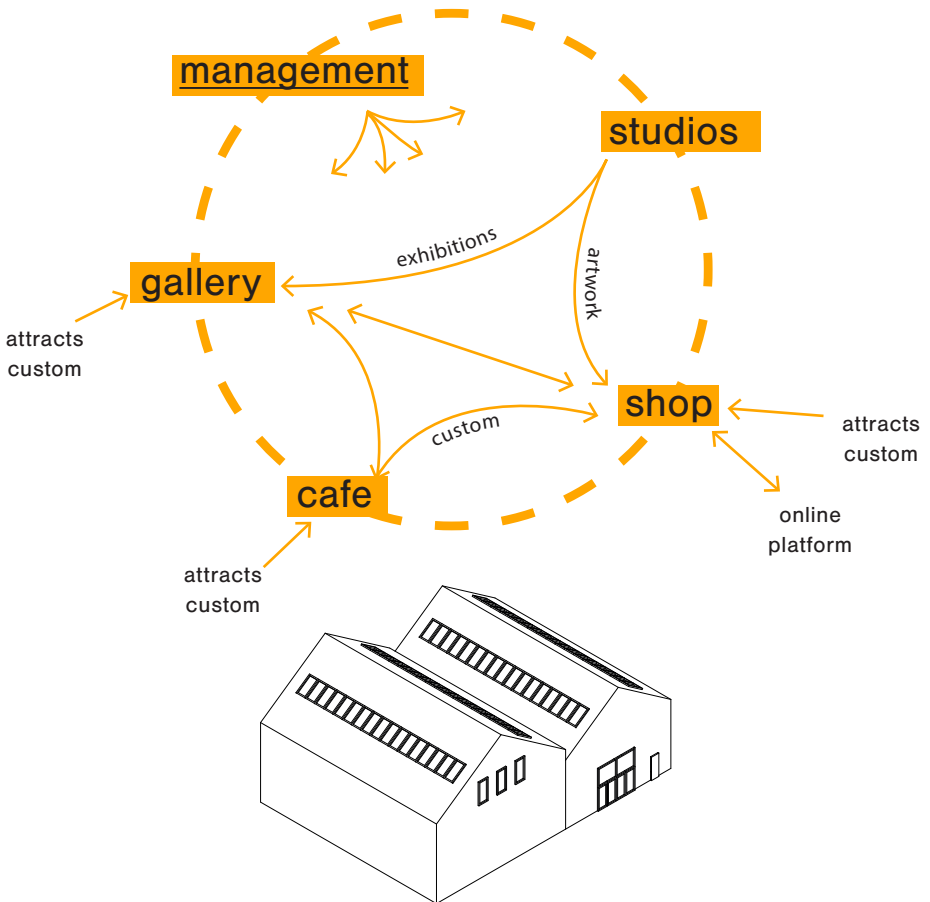 management
studios
exhibitions
artwork
gallery
attracts
custom
shop
custom
attracts
custom
cafe
online
platform
attracts
custom